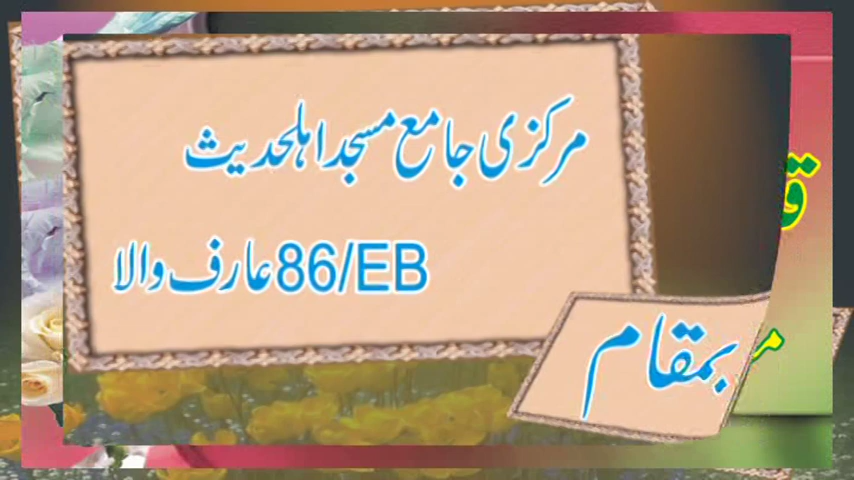 مرکزی جامع مسجد اہلحدیث
86/EB عارف والا
بمقام